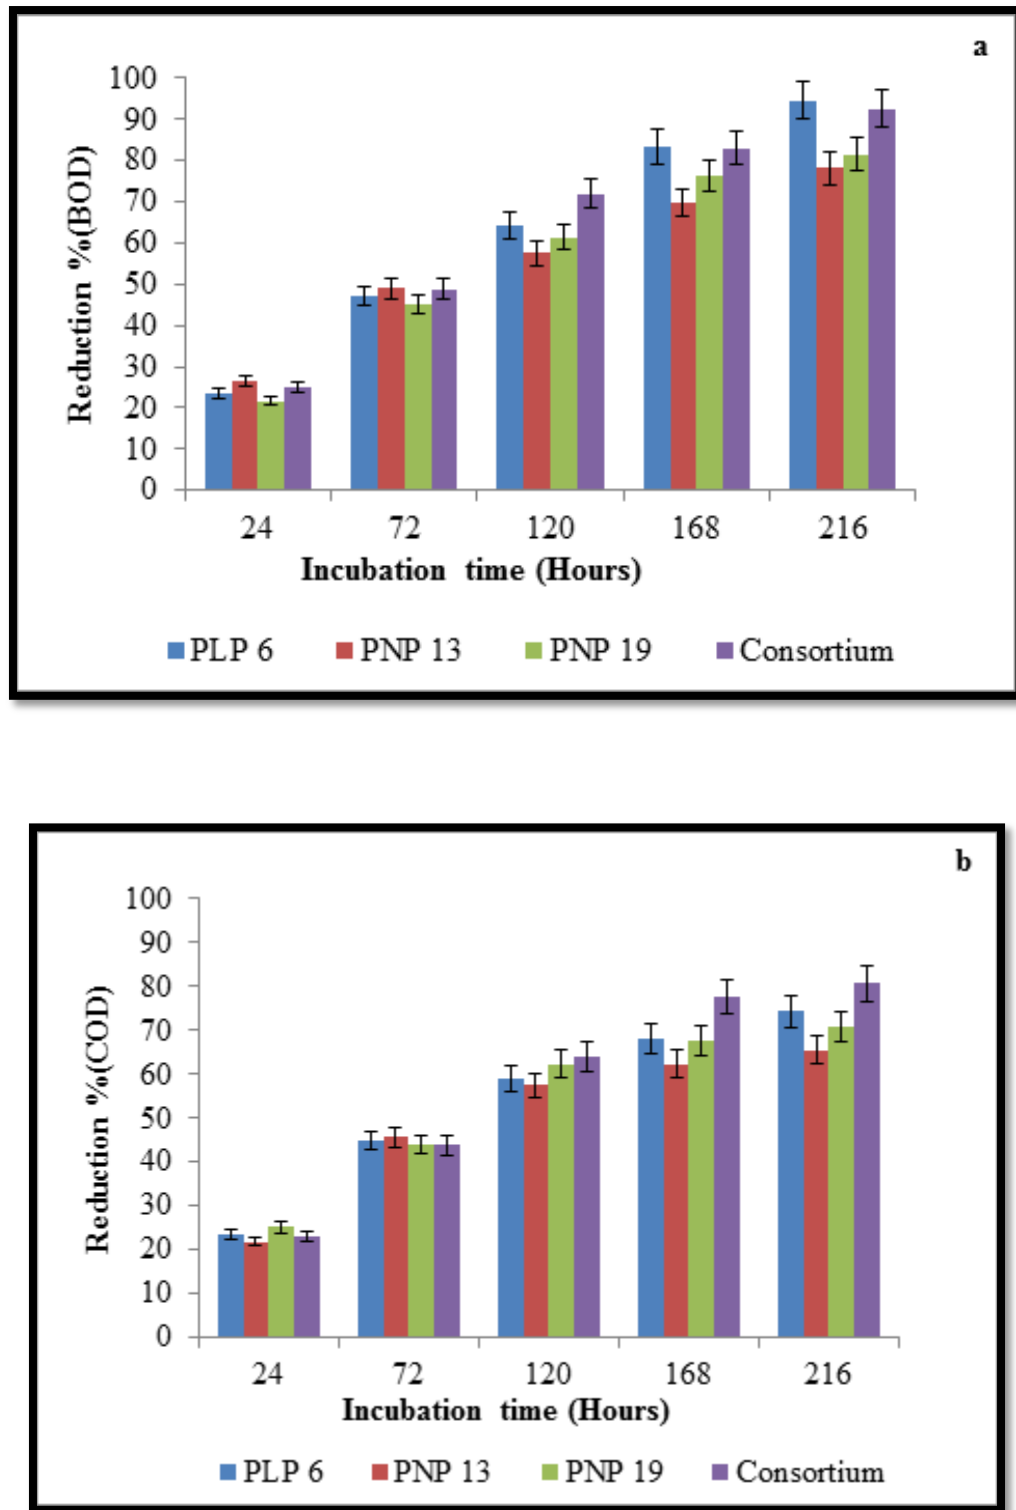 a
100
90
80
70
60
50
40
30
20
10
0
Reduction %(BOD)
24 72 120 168 216
Incubation time (Hours)
PLP 6 PNP 13 PNP 19 Consortium
b
100
90
80
70
60
50
40
30
20
10
0
Reduction %(COD)
24 72 120 168 216
Incubation time (Hours)
PLP 6 PNP 13 PNP 19 Consortium